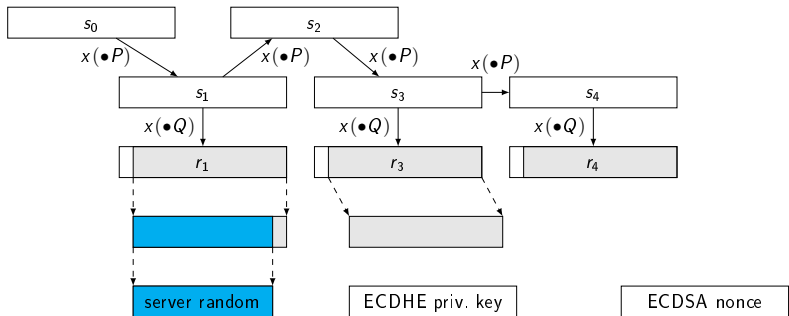 s₀ s₂
x(•P) x(•P) x(•P) x(•P)
s₁ s₃ s₄
x(•Q) x(•Q) x(•Q)
r₁ r₃ r₄
server random ECDHE priv. key ECDSA nonce